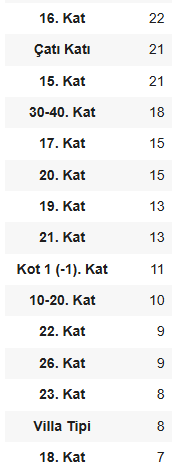 16. Kat 22
Çatı Katı 21
15. Kat 21
30-40. Kat 18
17. Kat 15
20. Kat 15
19. Kat 13
21. Kat 13
Kot 1 (-1). Kat 11
10-20. Kat 10
22. Kat 9
26. Kat 9
23. Kat 8
Villa Tipi 8
18. Kat 7